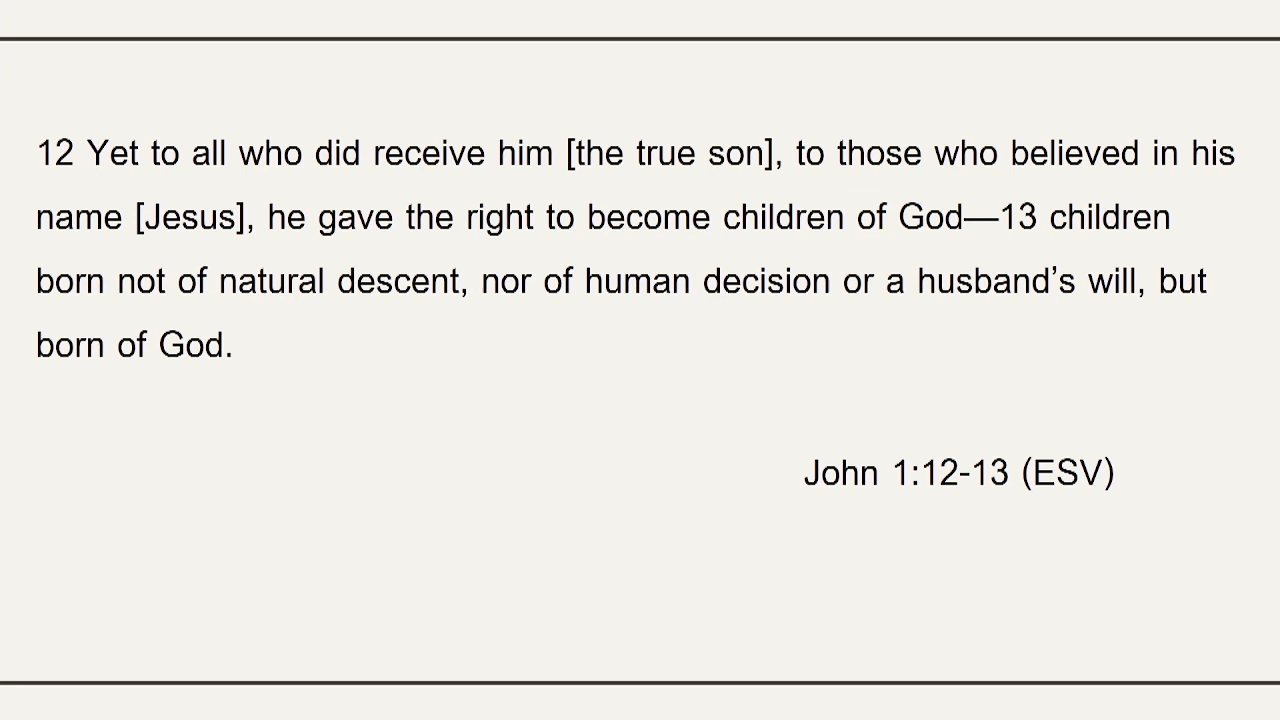 12 Yet to all who did receive him [the true son], to those who believed in his
name [Jesus], he gave the right to become children of God—13 children
born not of natural descent, nor of human decision or a husband’s will, but
born of God.
John 1:12-13 (ESV)